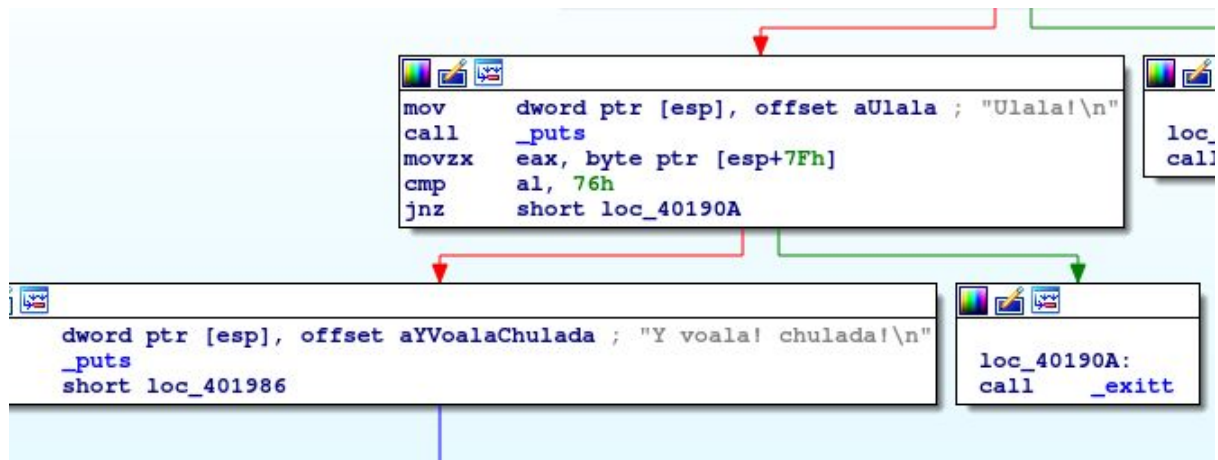 mov dword ptr [esp], offset aUlala ; "Ulala!\n"
call _puts
movzx eax, byte ptr [esp+7Fh]
cmp al, 76h
jnz short loc_40190A
loc_
call
dword ptr [esp], offset aYVoalaChulada ; "Y voala! chulada!\n"
_puts
short loc_401986
loc_40190A:
call _exitt